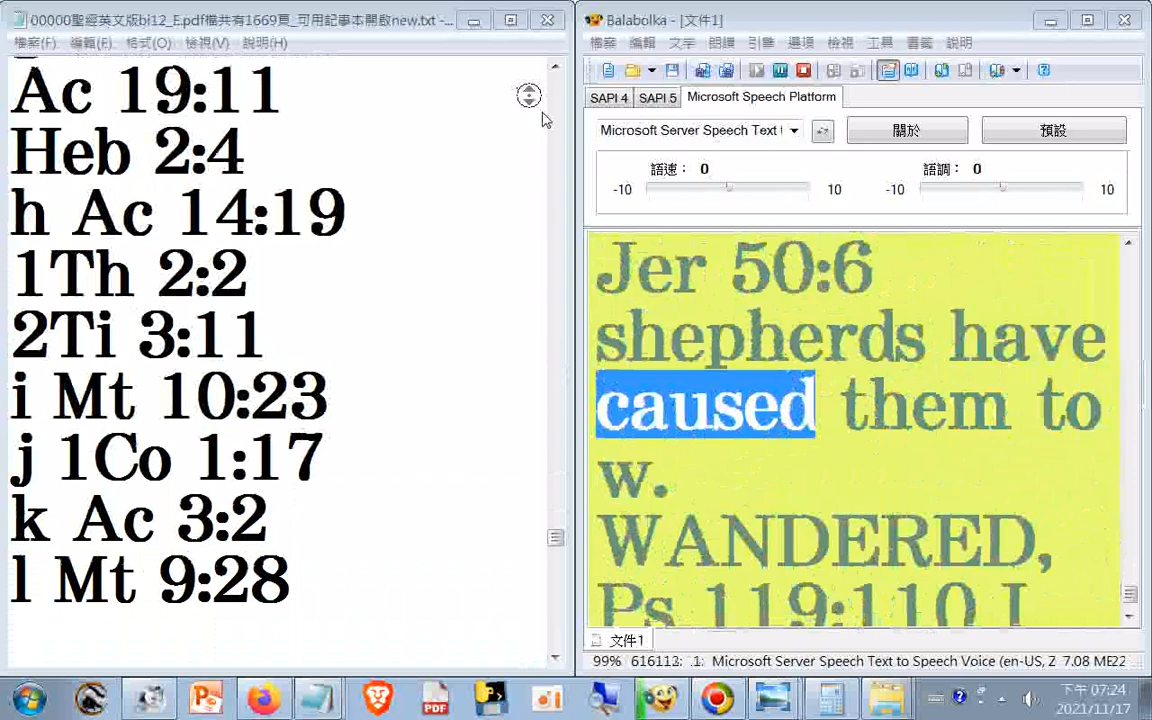 00000聖經英文版bi12_E.pdf檔共有1669頁_可用記事本開啟new.txt -...
檔案(F) 編輯(E) 格式(O) 檢視(V) 說明(H)
Ac 19:11
Heb 2:4
h Ac 14:19
1Th 2:2
2Ti 3:11
i Mt 10:23
j 1Co 1:17
k Ac 3:2
l Mt 9:28
Balabolka - [文件1]
檔案 編輯 文字 朗讀 引擎 選項 檢視 工具 書籤 說明
SAPI 4 SAPI 5 Microsoft Speech Platform
Microsoft Server Speech Text 關於 預設
語速: 0 語調: 0
-10 10 -10 10
Jer 50:6
shepherds have
caused them to
w.
WANDERED,
Ps 119:110 I
文件1
99% 616112: .1: Microsoft Server Speech Text to Speech Voice (en-US, Z 7.08 ME22
PDF
下午 07:24
2021/11/17